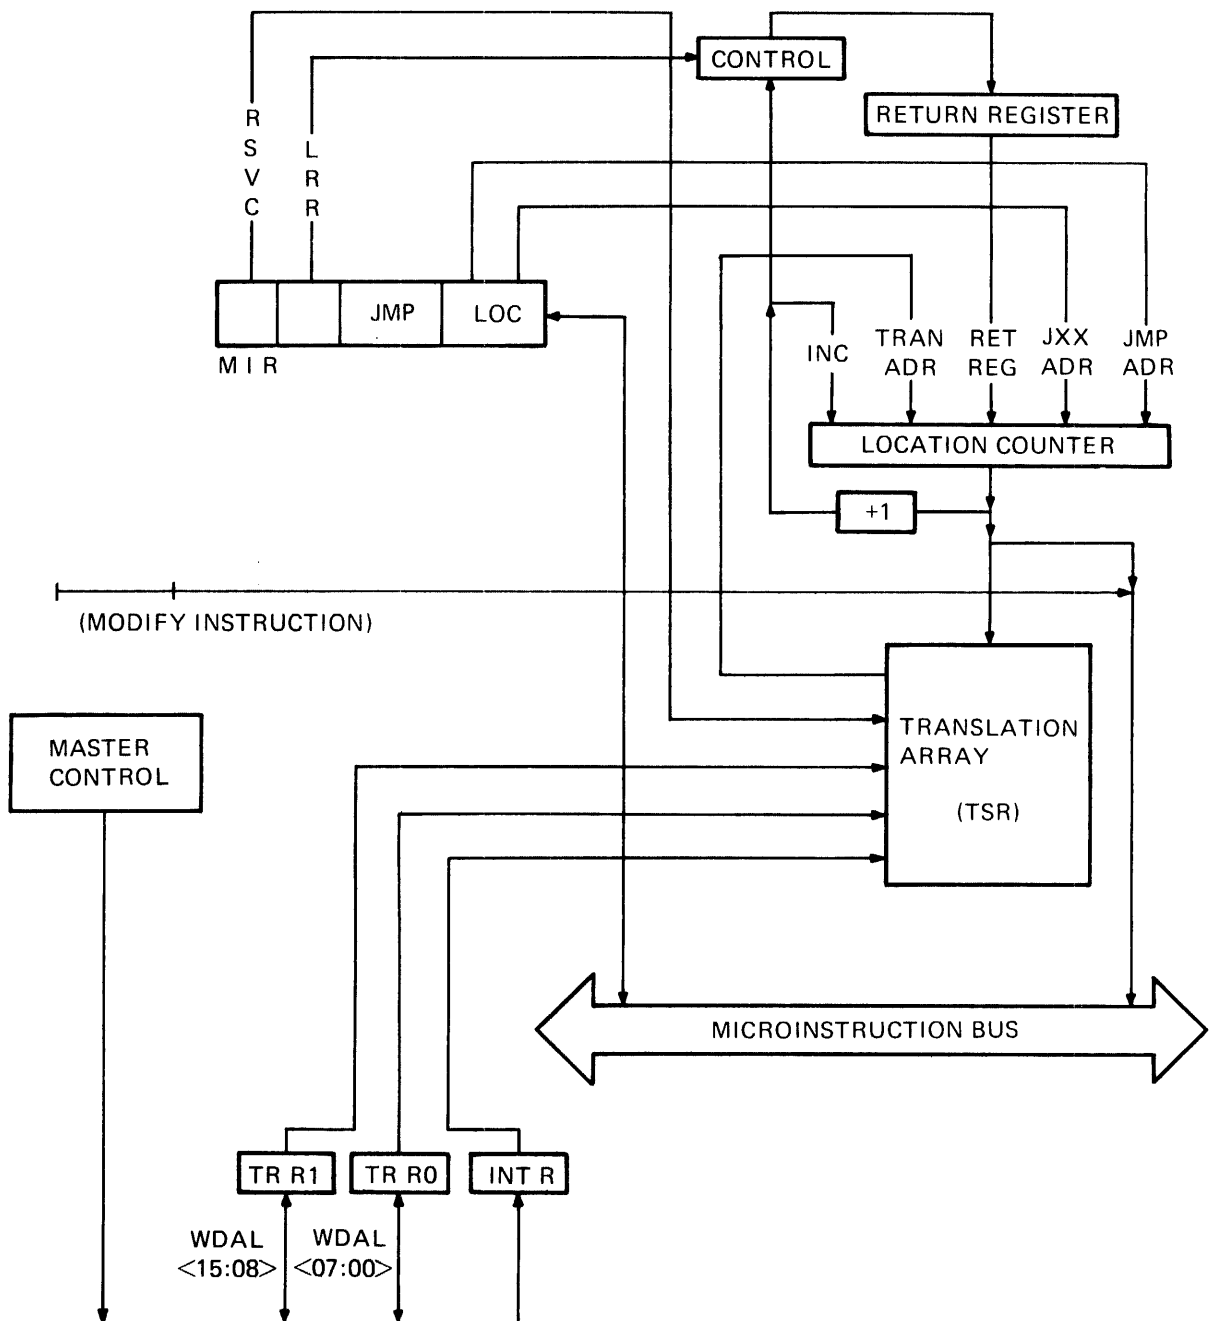 CONTROL
RETURN REGISTER
R
S
V
C
L
R
R
JMP
LOC
M I R
INC
TRAN
ADR
RET
REG
JXX
ADR
JMP
ADR
LOCATION COUNTER
+1
(MODIFY INSTRUCTION)
MASTER
CONTROL
TRANSLATION
ARRAY
(TSR)
MICROINSTRUCTION BUS
TR R1
TR R0
INT R
WDAL
<15:08>
WDAL
<07:00>